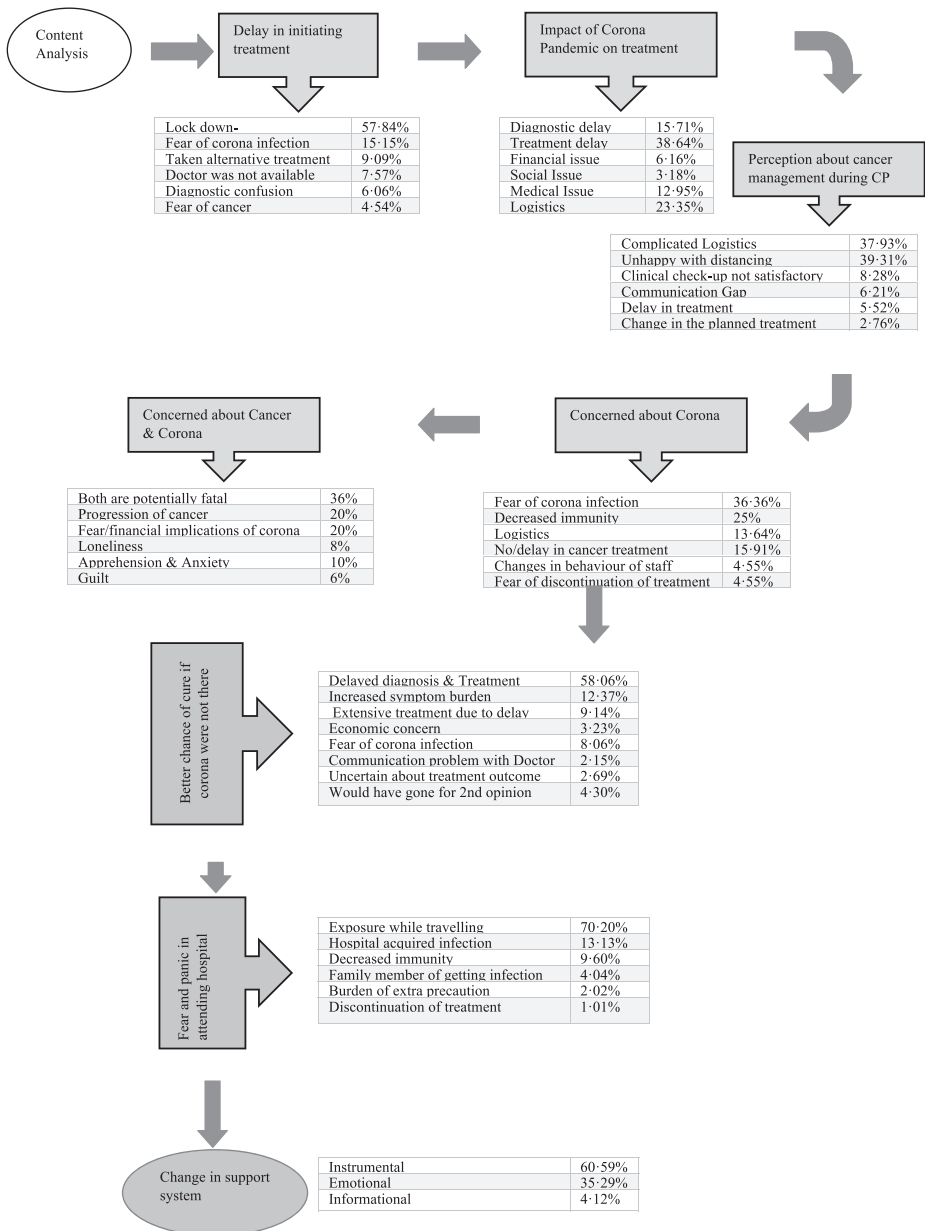 Content
Analysis
Delay in initiating
treatment
Impact of Corona
Pandemic on treatment
Lock down- 57·84%
Fear of corona infection 15·15%
Taken alternative treatment 9·09%
Doctor was not available 7·57%
Diagnostic confusion 6·06%
Fear of cancer 4·54%
Diagnostic delay 15·71%
Treatment delay 38·64%
Financial issue 6·16%
Social Issue 3·18%
Medical Issue 12·95%
Logistics 23·35%
Perception about cancer
management during CP
Complicated Logistics 37·93%
Unhappy with distancing 39·31%
Clinical check-up not satisfactory 8·28%
Communication Gap 6·21%
Delay in treatment 5·52%
Change in the planned treatment 2·76%
Concerned about Corona
Fear of corona infection 36·36%
Decreased immunity 25%
Logistics 13·64%
No/delay in cancer treatment 15·91%
Changes in behaviour of staff 4·55%
Fear of discontinuation of treatment 4·55%
Concerned about Cancer
& Corona
Both are potentially fatal 36%
Progression of cancer 20%
Fear/financial implications of corona 20%
Loneliness 8%
Apprehension & Anxiety 10%
Guilt 6%
Better chance of cure if
corona were not there
Delayed diagnosis & Treatment 58·06%
Increased symptom burden 12·37%
Extensive treatment due to delay 9·14%
Economic concern 3·23%
Fear of corona infection 8·06%
Communication problem with Doctor 2·15%
Uncertain about treatment outcome 2·69%
Would have gone for 2nd opinion 4·30%
Fear and panic in
attending hospital
Exposure while travelling 70·20%
Hospital acquired infection 13·13%
Decreased immunity 9·60%
Family member of getting infection 4·04%
Burden of extra precaution 2·02%
Discontinuation of treatment 1·01%
Change in support
system
Instrumental 60·59%
Emotional 35·29%
Informational 4·12%